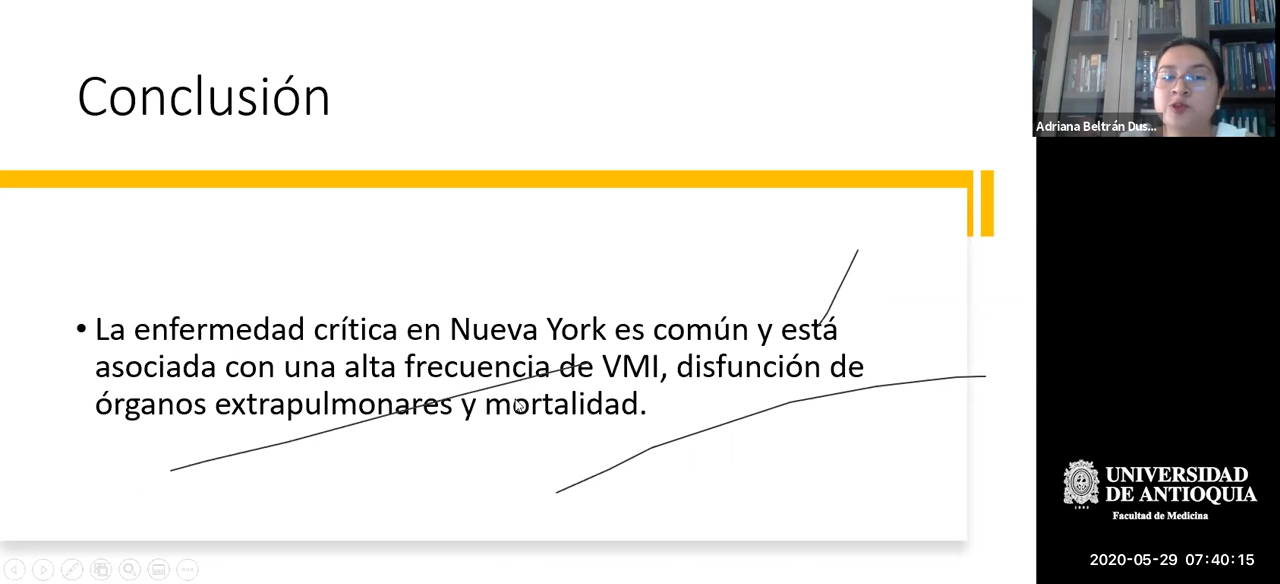 Conclusión
• La enfermedad crítica en Nueva York es común y está
asociada con una alta frecuencia de VMI, disfunción de
órganos extrapulmonares y mortalidad.
Adriana Beltrán Dus...
UNIVERSIDAD
DE ANTIOQUIA
1803
Facultad de Medicina
2020-05-29 07:40:15